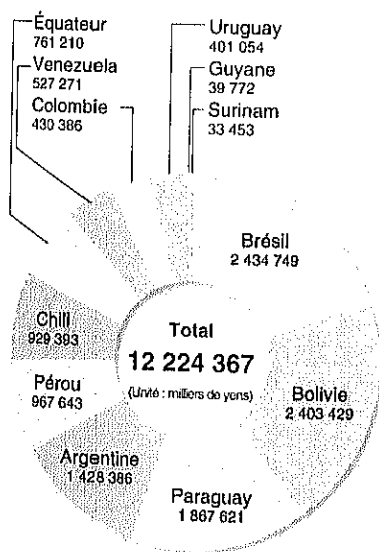 Équateur
761 210
Venezuela
527 271
Colombie
430 386
Uruguay
401 054
Guyane
39 772
Surinam
33 453
Brésil
2 434 749
Bolivie
2 403 429
Paraguay
1 867 621
Argentine
1 428 386
Pérou
967 643
Chili
929 393
Total
12 224 367
(Unité : milliers de yens)